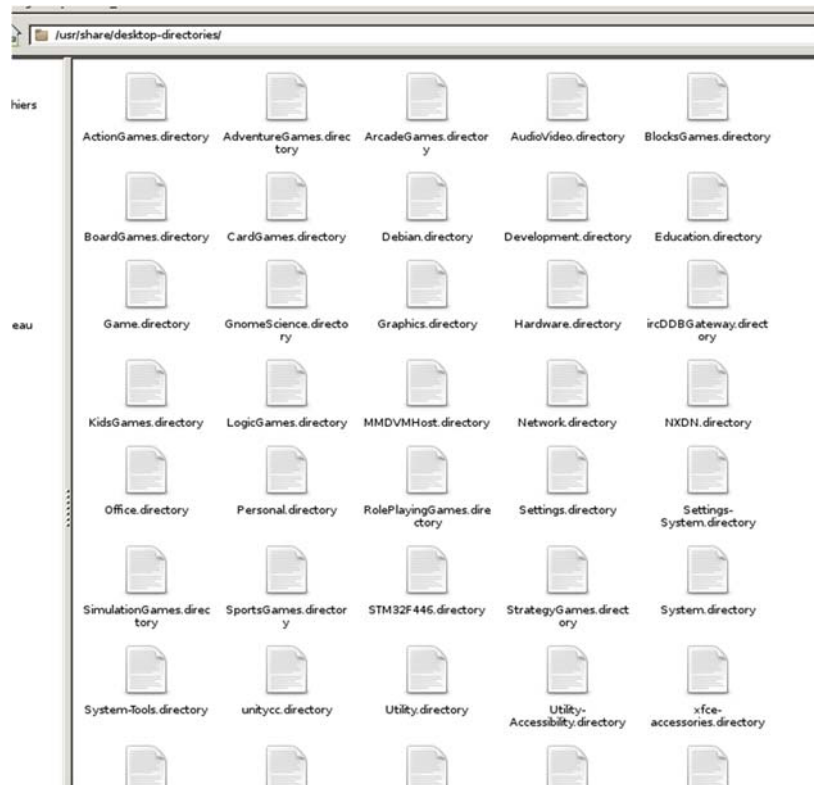 /usr/share/desktop-directories/
hiers
ActionGames.directory AdventureGames.direc ArcadeGames.director AudioVideo.directory BlocksGames.directory
tory y
BoardGames.directory CardGames.directory Debian.directory Development.directory Education.directory
eau
Game.directory GnomeScience.directo Graphics.directory Hardware.directory ircDDBGateway.direct
ry ory
KidsGames.directory LogicGames.directory MMDVMHost.directory Network.directory NXDN.directory
Office.directory Personal.directory RolePlayingGames.dire Settings.directory Settings-
ctory System.directory
SimulationGames.direc SportsGames.director STM32F446.directory StrategyGames.direct System.directory
tory y ory
System-Tools.directory unitycc.directory Utility.directory Utility- xfce-
Accessibility.directory accessories.directory